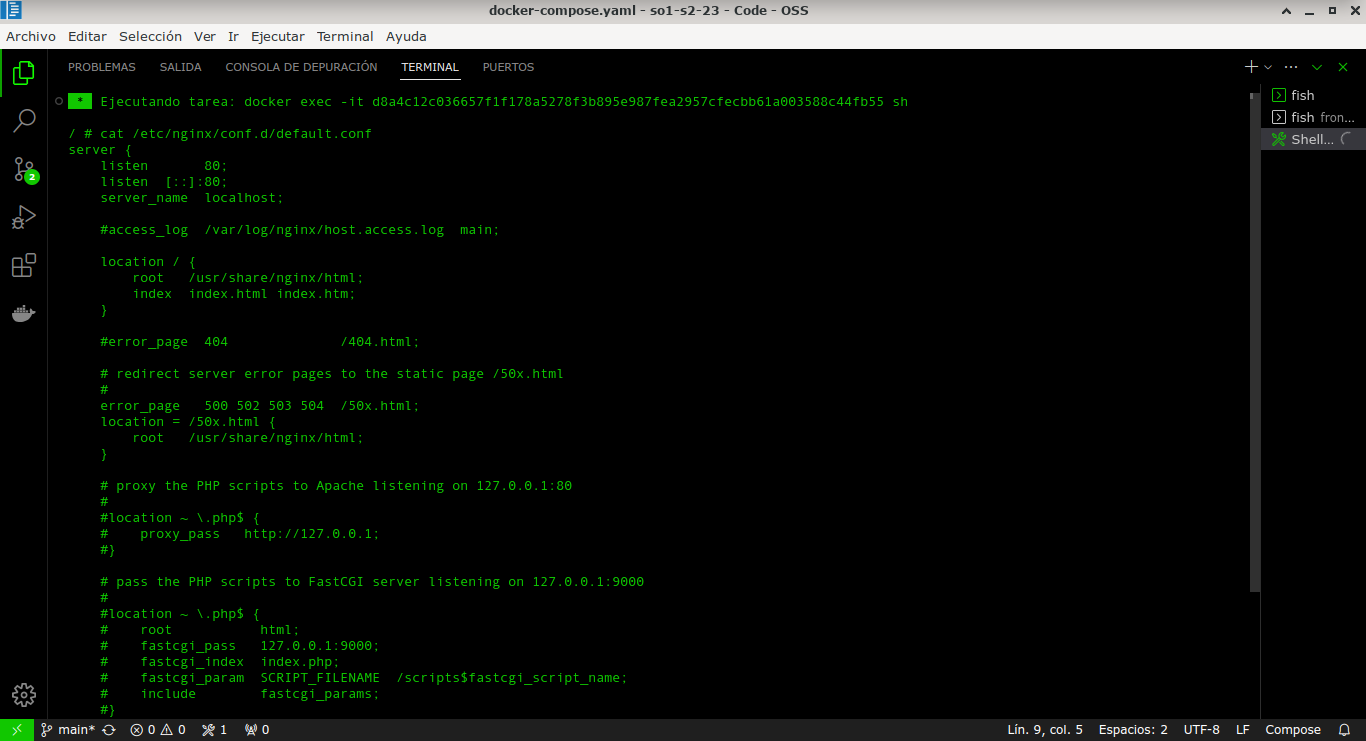 docker-compose.yaml - so1-s2-23 - Code - OSS
Archivo Editar Selección Ver Ir Ejecutar Terminal Ayuda
PROBLEMAS SALIDA CONSOLA DE DEPURACIÓN TERMINAL PUERTOS
* Ejecutando tarea: docker exec -it d8a4c12c036657f1f178a5278f3b895e987fea2957cfecbb61a003588c44fb55 sh
/ # cat /etc/nginx/conf.d/default.conf
server {
    listen       80;
    listen  [::]:80;
    server_name  localhost;
    #access_log  /var/log/nginx/host.access.log  main;
    location / {
        root   /usr/share/nginx/html;
        index  index.html index.htm;
    }
    #error_page  404              /404.html;
    # redirect server error pages to the static page /50x.html
    #
    error_page   500 502 503 504  /50x.html;
    location = /50x.html {
        root   /usr/share/nginx/html;
    }
    # proxy the PHP scripts to Apache listening on 127.0.0.1:80
    #
    #location ~ \.php$ {
    #    proxy_pass   http://127.0.0.1;
    #}
    # pass the PHP scripts to FastCGI server listening on 127.0.0.1:9000
    #
    #location ~ \.php$ {
    #    root           html;
    #    fastcgi_pass   127.0.0.1:9000;
    #    fastcgi_index  index.php;
    #    fastcgi_param  SCRIPT_FILENAME  /scripts$fastcgi_script_name;
    #    include        fastcgi_params;
    #}
fish
fish fron...
Shell...
2
main* 0 0 1 0 Lín. 9, col. 5 Espacios: 2 UTF-8 LF Compose